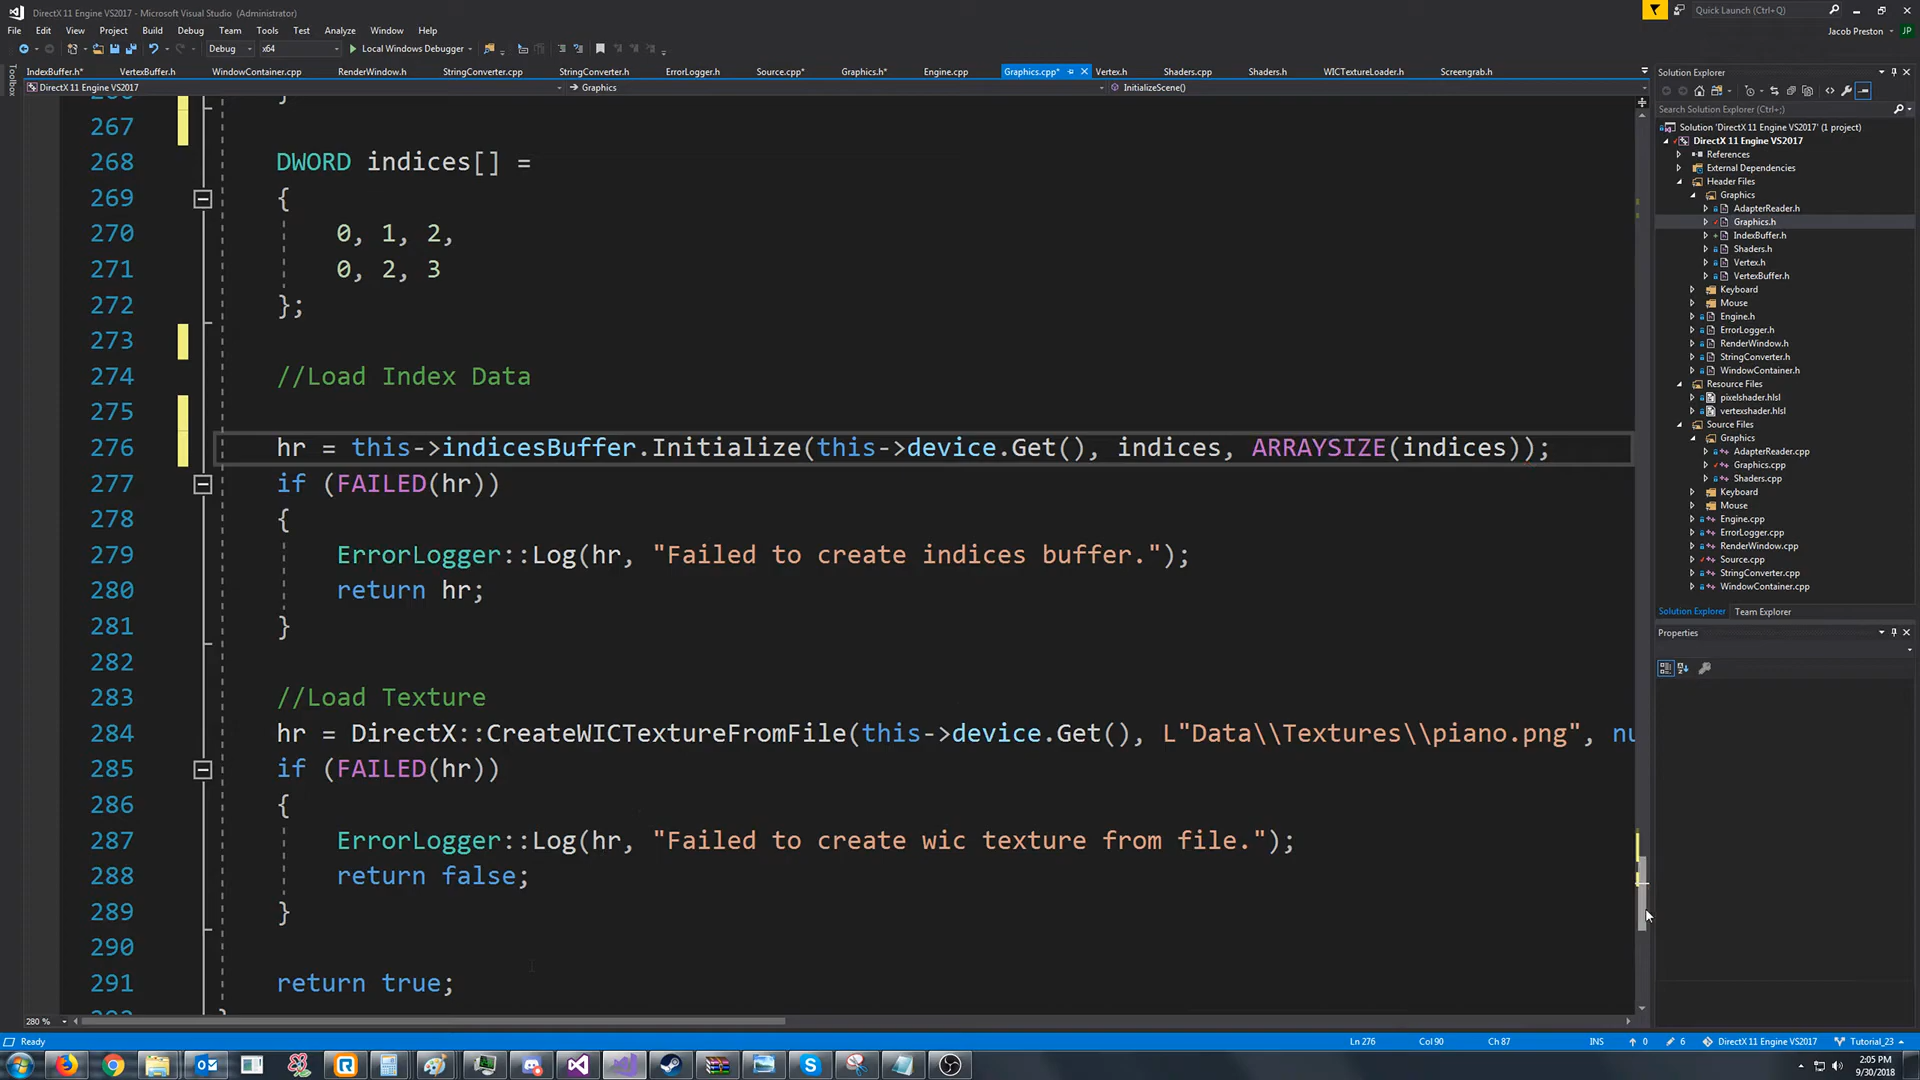 DirectX 11 Engine VS2017 - Microsoft Visual Studio (Administrator)
Quick Launch (Ctrl+Q)
File Edit View Project Build Debug Team Tools Test Analyze Window Help
Jacob Preston JP
Debug x64 Local Windows Debugger
Toolbox
IndexBuffer.h* VertexBuffer.h WindowContainer.cpp RenderWindow.h StringConverter.cpp StringConverter.h ErrorLogger.h Source.cpp* Graphics.h* Engine.cpp Graphics.cpp* Vertex.h Shaders.cpp Shaders.h WICTextureLoader.h Screengrab.h
DirectX 11 Engine VS2017 Graphics InitializeScene()
267
268 DWORD indices[] =
269 {
270 0, 1, 2,
271 0, 2, 3
272 };
273
274 //Load Index Data
275
276 hr = this->indicesBuffer.Initialize(this->device.Get(), indices, ARRAYSIZE(indices));
277 if (FAILED(hr))
278 {
279 ErrorLogger::Log(hr, "Failed to create indices buffer.");
280 return hr;
281 }
282
283 //Load Texture
284 hr = DirectX::CreateWICTextureFromFile(this->device.Get(), L"Data\\Textures\\piano.png", nu
285 if (FAILED(hr))
286 {
287 ErrorLogger::Log(hr, "Failed to create wic texture from file.");
288 return false;
289 }
290
291 return true;
280 %
Solution Explorer
Search Solution Explorer (Ctrl+;)
Solution 'DirectX 11 Engine VS2017' (1 project)
DirectX 11 Engine VS2017
References
External Dependencies
Header Files
Graphics
AdapterReader.h
Graphics.h
IndexBuffer.h
Shaders.h
Vertex.h
VertexBuffer.h
Keyboard
Mouse
Engine.h
ErrorLogger.h
RenderWindow.h
StringConverter.h
WindowContainer.h
Resource Files
pixelshader.hlsl
vertexshader.hlsl
Source Files
Graphics
AdapterReader.cpp
Graphics.cpp
Shaders.cpp
Keyboard
Mouse
Engine.cpp
ErrorLogger.cpp
RenderWindow.cpp
Source.cpp
StringConverter.cpp
WindowContainer.cpp
Solution Explorer Team Explorer
Properties
Ready Ln 276 Col 90 Ch 87 INS 0 6 DirectX 11 Engine VS2017 Tutorial_23
2:05 PM
9/30/2018